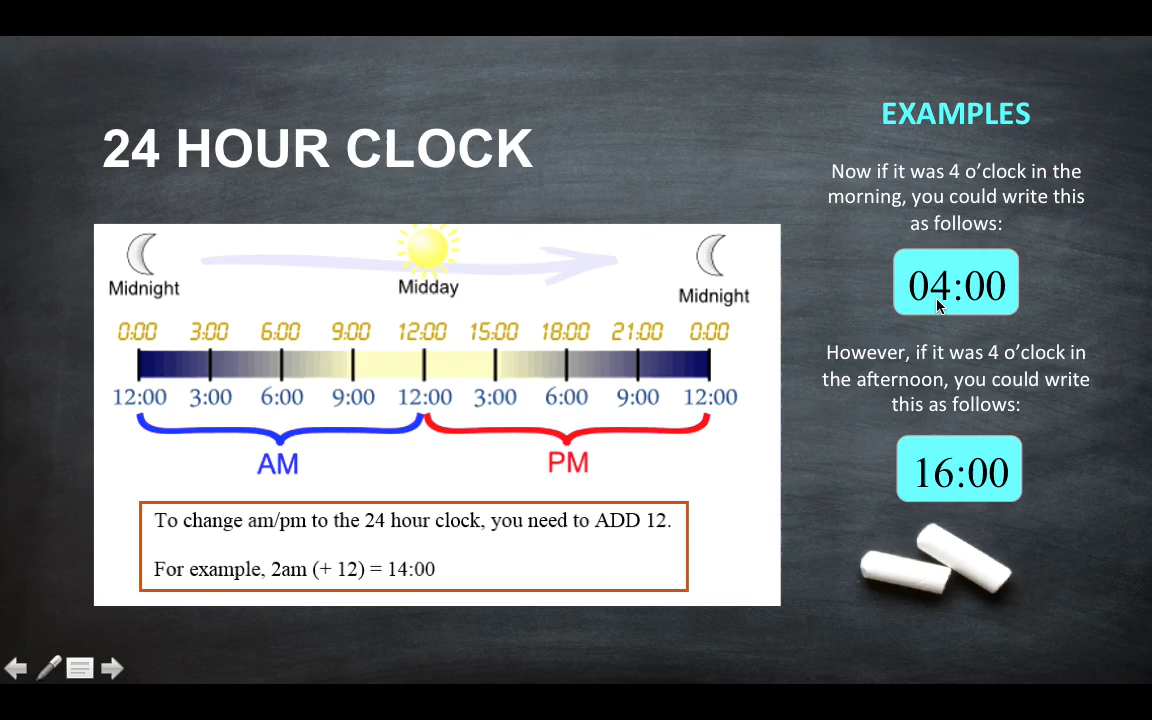 24 HOUR CLOCK
Midnight
Midday
Midnight
0:00 3:00 6:00 9:00 12:00 15:00 18:00 21:00 0:00
12:00 3:00 6:00 9:00 12:00 3:00 6:00 9:00 12:00
AM
PM
To change am/pm to the 24 hour clock, you need to ADD 12.
For example, 2am (+ 12) = 14:00
EXAMPLES
Now if it was 4 o’clock in the
morning, you could write this
as follows:
04:00
However, if it was 4 o’clock in
the afternoon, you could write
this as follows:
16:00